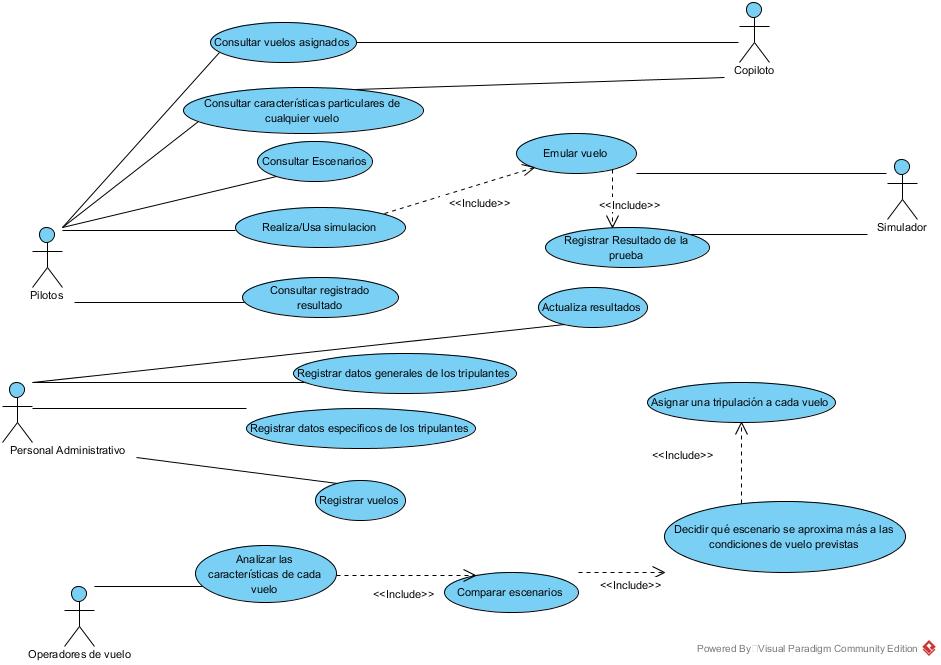 Consultar vuelos asignados
Copiloto
Consultar características particulares de
cualquier vuelo
Consultar Escenarios
Emular vuelo
<<Include>>
<<Include>>
Realiza/Usa simulacion
Simulador
Registrar Resultado de la
prueba
Pilotos
Consultar registrado
resultado
Actualiza resultados
Registrar datos generales de los tripulantes
Asignar una tripulación a cada vuelo
Registrar datos especificos de los tripulantes
Personal Administrativo
<<Include>>
Registrar vuelos
Decidir qué escenario se aproxima más a las
condiciones de vuelo previstas
Analizar las
características de cada
vuelo
<<Include>>
Comparar escenarios
<<Include>>
Operadores de vuelo
Powered By Visual Paradigm Community Edition